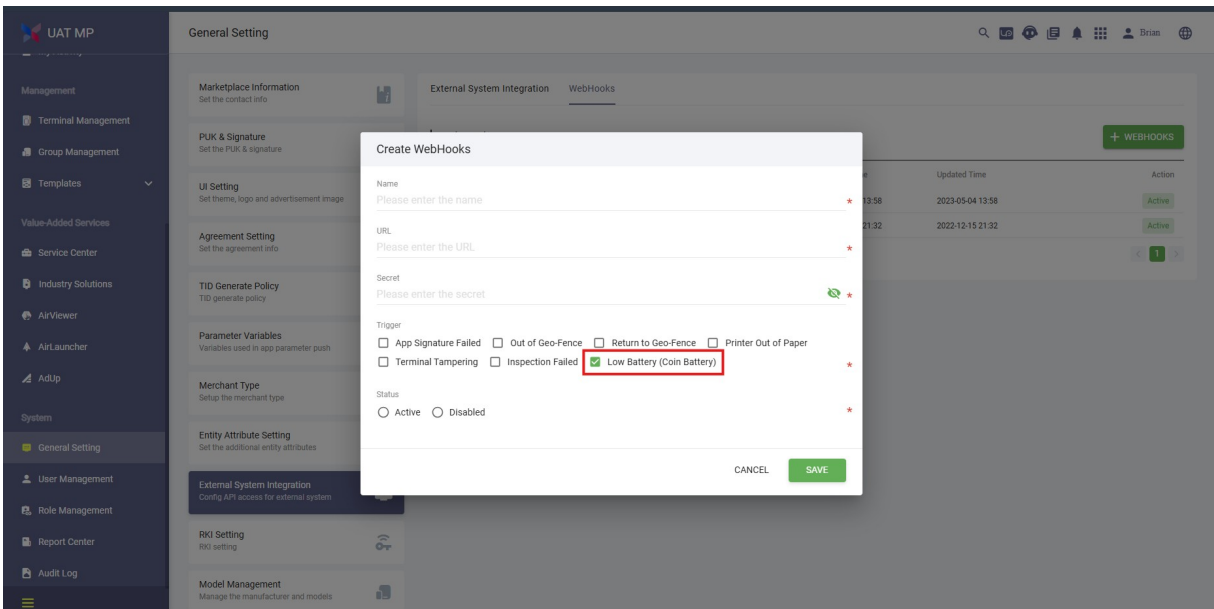 UAT MP
General Setting
Brian
Management
Terminal Management
Group Management
Templates
Value-Added Services
Service Center
Industry Solutions
AirViewer
AirLauncher
AdUp
System
General Setting
User Management
Role Management
Report Center
Audit Log
Marketplace Information
Set the contact info
PUK & Signature
Set the PUK & signature
UI Setting
Set theme, logo and advertisement image
Agreement Setting
Set the agreement info
TID Generate Policy
TID generate policy
Parameter Variables
Variables used in app parameter push
Merchant Type
Setup the merchant type
Entity Attribute Setting
Set the additional entity attributes
External System Integration
Config API access for external system
RKI Setting
RKI setting
Model Management
Manage the manufacturer and models
External System Integration WebHooks
+ WEBHOOKS
Updated Time Action
13:58 2023-05-04 13:58 Active
21:32 2022-12-15 21:32 Active
< 1 >
Create WebHooks
Name
Please enter the name *
URL
Please enter the URL *
Secret
Please enter the secret *
Trigger
App Signature Failed Out of Geo-Fence Return to Geo-Fence Printer Out of Paper
Terminal Tampering Inspection Failed Low Battery (Coin Battery) *
Status
Active Disabled *
CANCEL SAVE